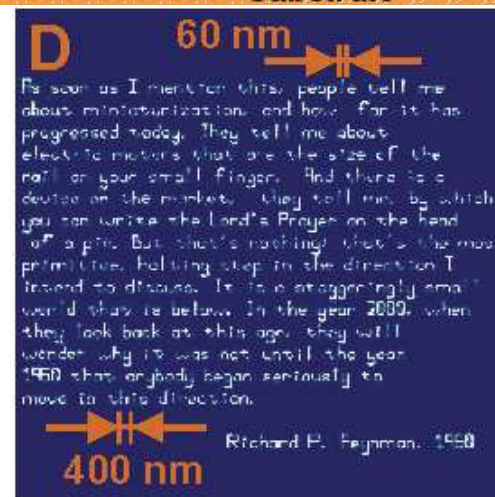 D
60 nm
As soon as I mention this, people tell me
about miniaturization, and how far it has
progressed today. They tell me about
electric motors that are the size of the
nail on your small finger. And there is a
device on the market, they tell me, by which
you can write the Lord's Prayer on the head
of a pin. But that's nothing; that's the mos
primitive, halting step in the direction I
intend to discuss. It is a staggeringly small
world that is below. In the year 2000, when
they look back at this age, they will
wonder why it was not until the year
1960 that anybody began seriously to
move in this direction.
Richard P. Feynman, 1960
400 nm